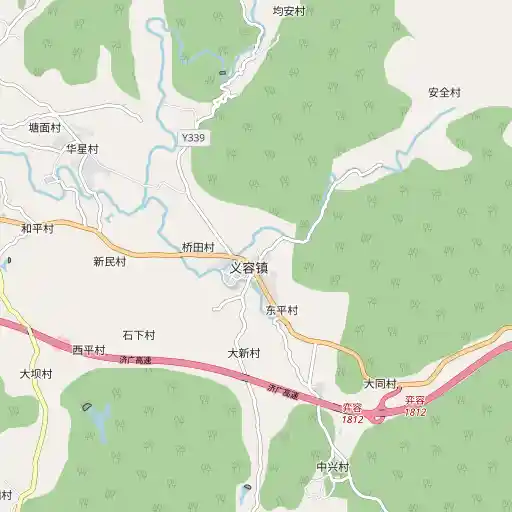 均安村
安全村
塘面村
Y339
华星村
和平村
桥田村
新民村
义容镇
东平村
石下村
西平村
济广高速
大新村
大坝村
大同村
济广高速
弈容
1812
弈容
1812
中兴村